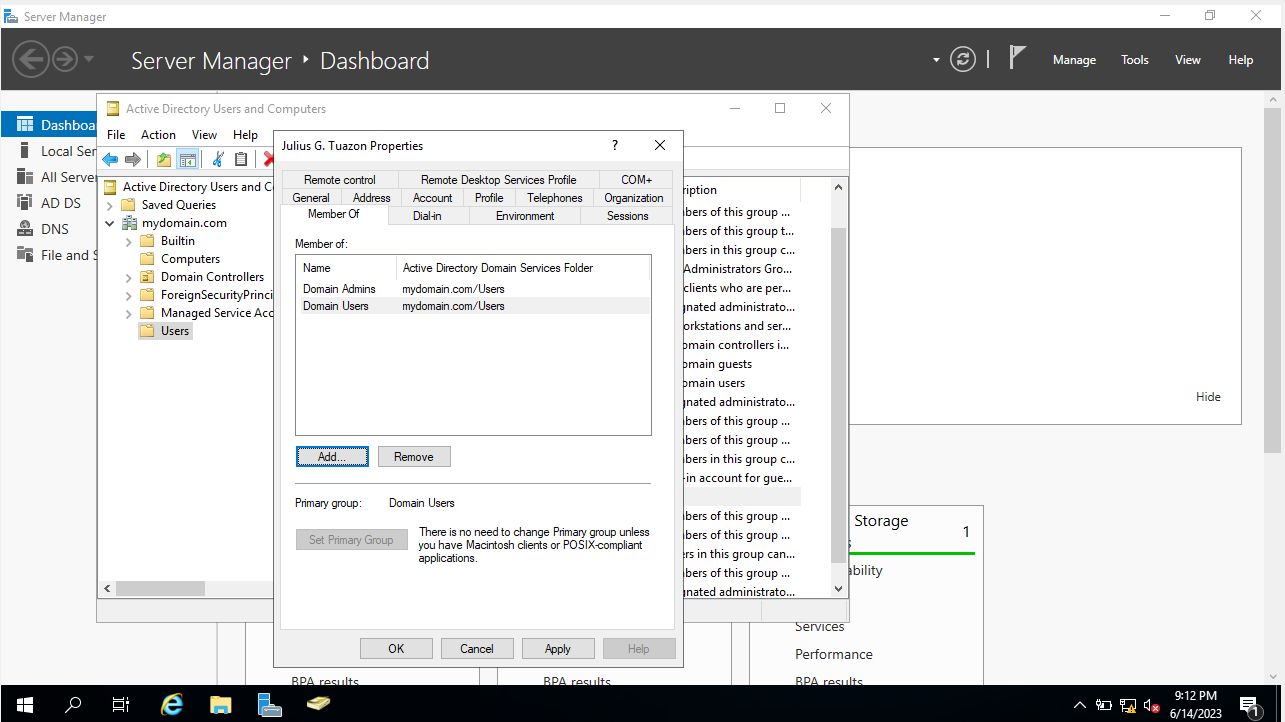 Server Manager
Server Manager ‣ Dashboard
Manage Tools View Help
Dashboa
Local Ser
All Server
AD DS
DNS
File and S
Active Directory Users and Computers
File Action View Help
Active Directory Users and C
Saved Queries
mydomain.com
Builtin
Computers
Domain Controllers
ForeignSecurityPrinci
Managed Service Acc
Users
Julius G. Tuazon Properties
?
Remote control Remote Desktop Services Profile COM+
General Address Account Profile Telephones Organization
Member Of Dial-in Environment Sessions
Member of:
Name Active Directory Domain Services Folder
Domain Admins mydomain.com/Users
Domain Users mydomain.com/Users
Add... Remove
Primary group: Domain Users
Set Primary Group
There is no need to change Primary group unless
you have Macintosh clients or POSIX-compliant
applications.
OK Cancel Apply Help
ription
bers of this group ...
bers of this group t...
bers in this group c...
Administrators Gro...
clients who are per...
gnated administrato...
orkstations and ser...
omain controllers i...
omain guests
omain users
gnated administrato...
bers of this group ...
bers of this group ...
bers in this group c...
-in account for gue...
bers of this group ...
bers of this group ...
ers in this group can...
bers of this group ...
gnated administrato...
Hide
Storage
1
s
ability
Services
Performance
BPA results
BPA results
BPA results
9:12 PM
6/14/2023
1